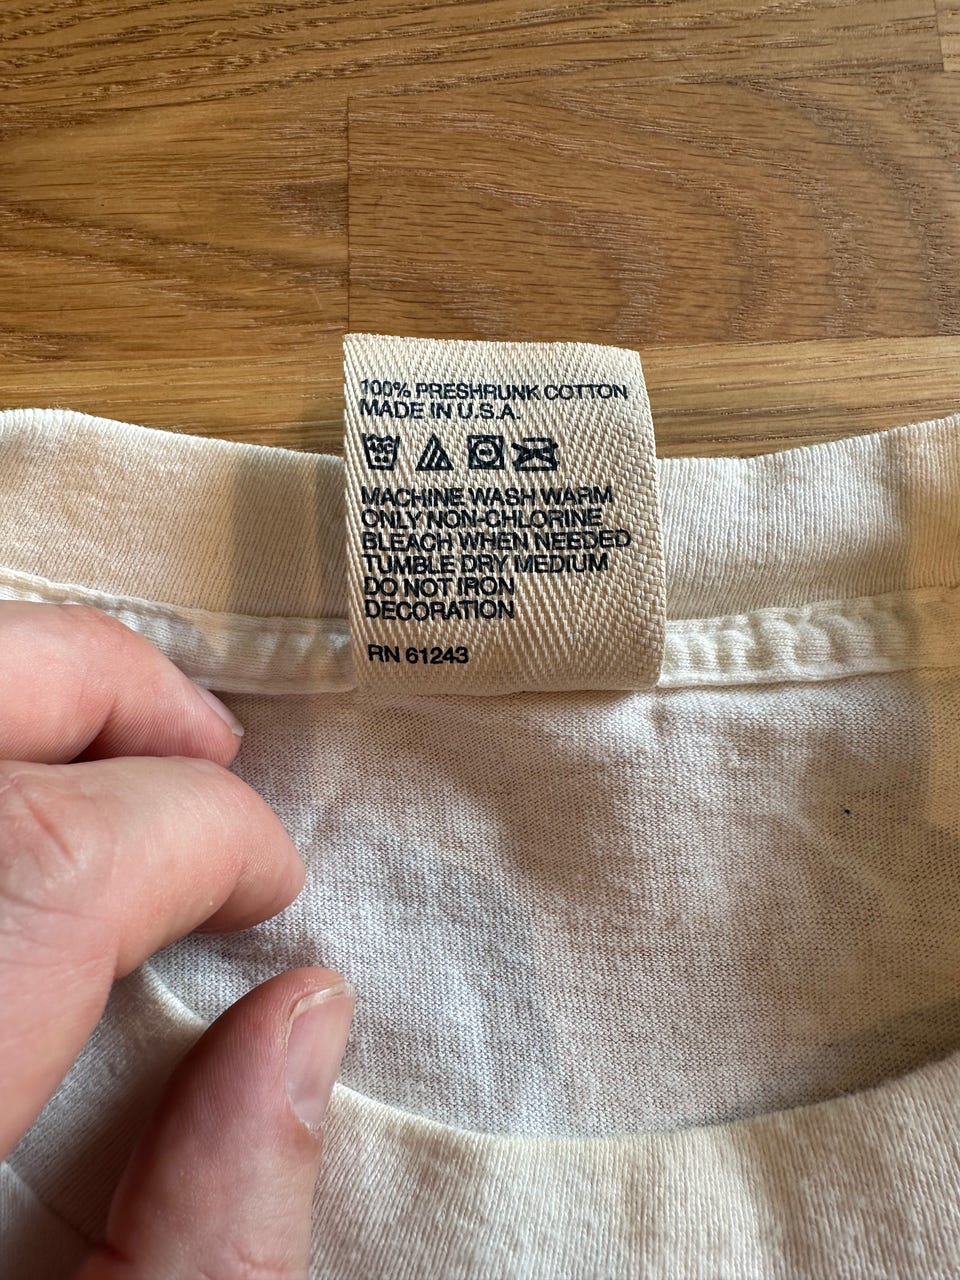 100% PRESHRUNK COTTON
MADE IN U.S.A.
MACHINE WASH WARM
ONLY NON-CHLORINE
BLEACH WHEN NEEDED
TUMBLE DRY MEDIUM
DO NOT IRON
DECORATION
RN 61243